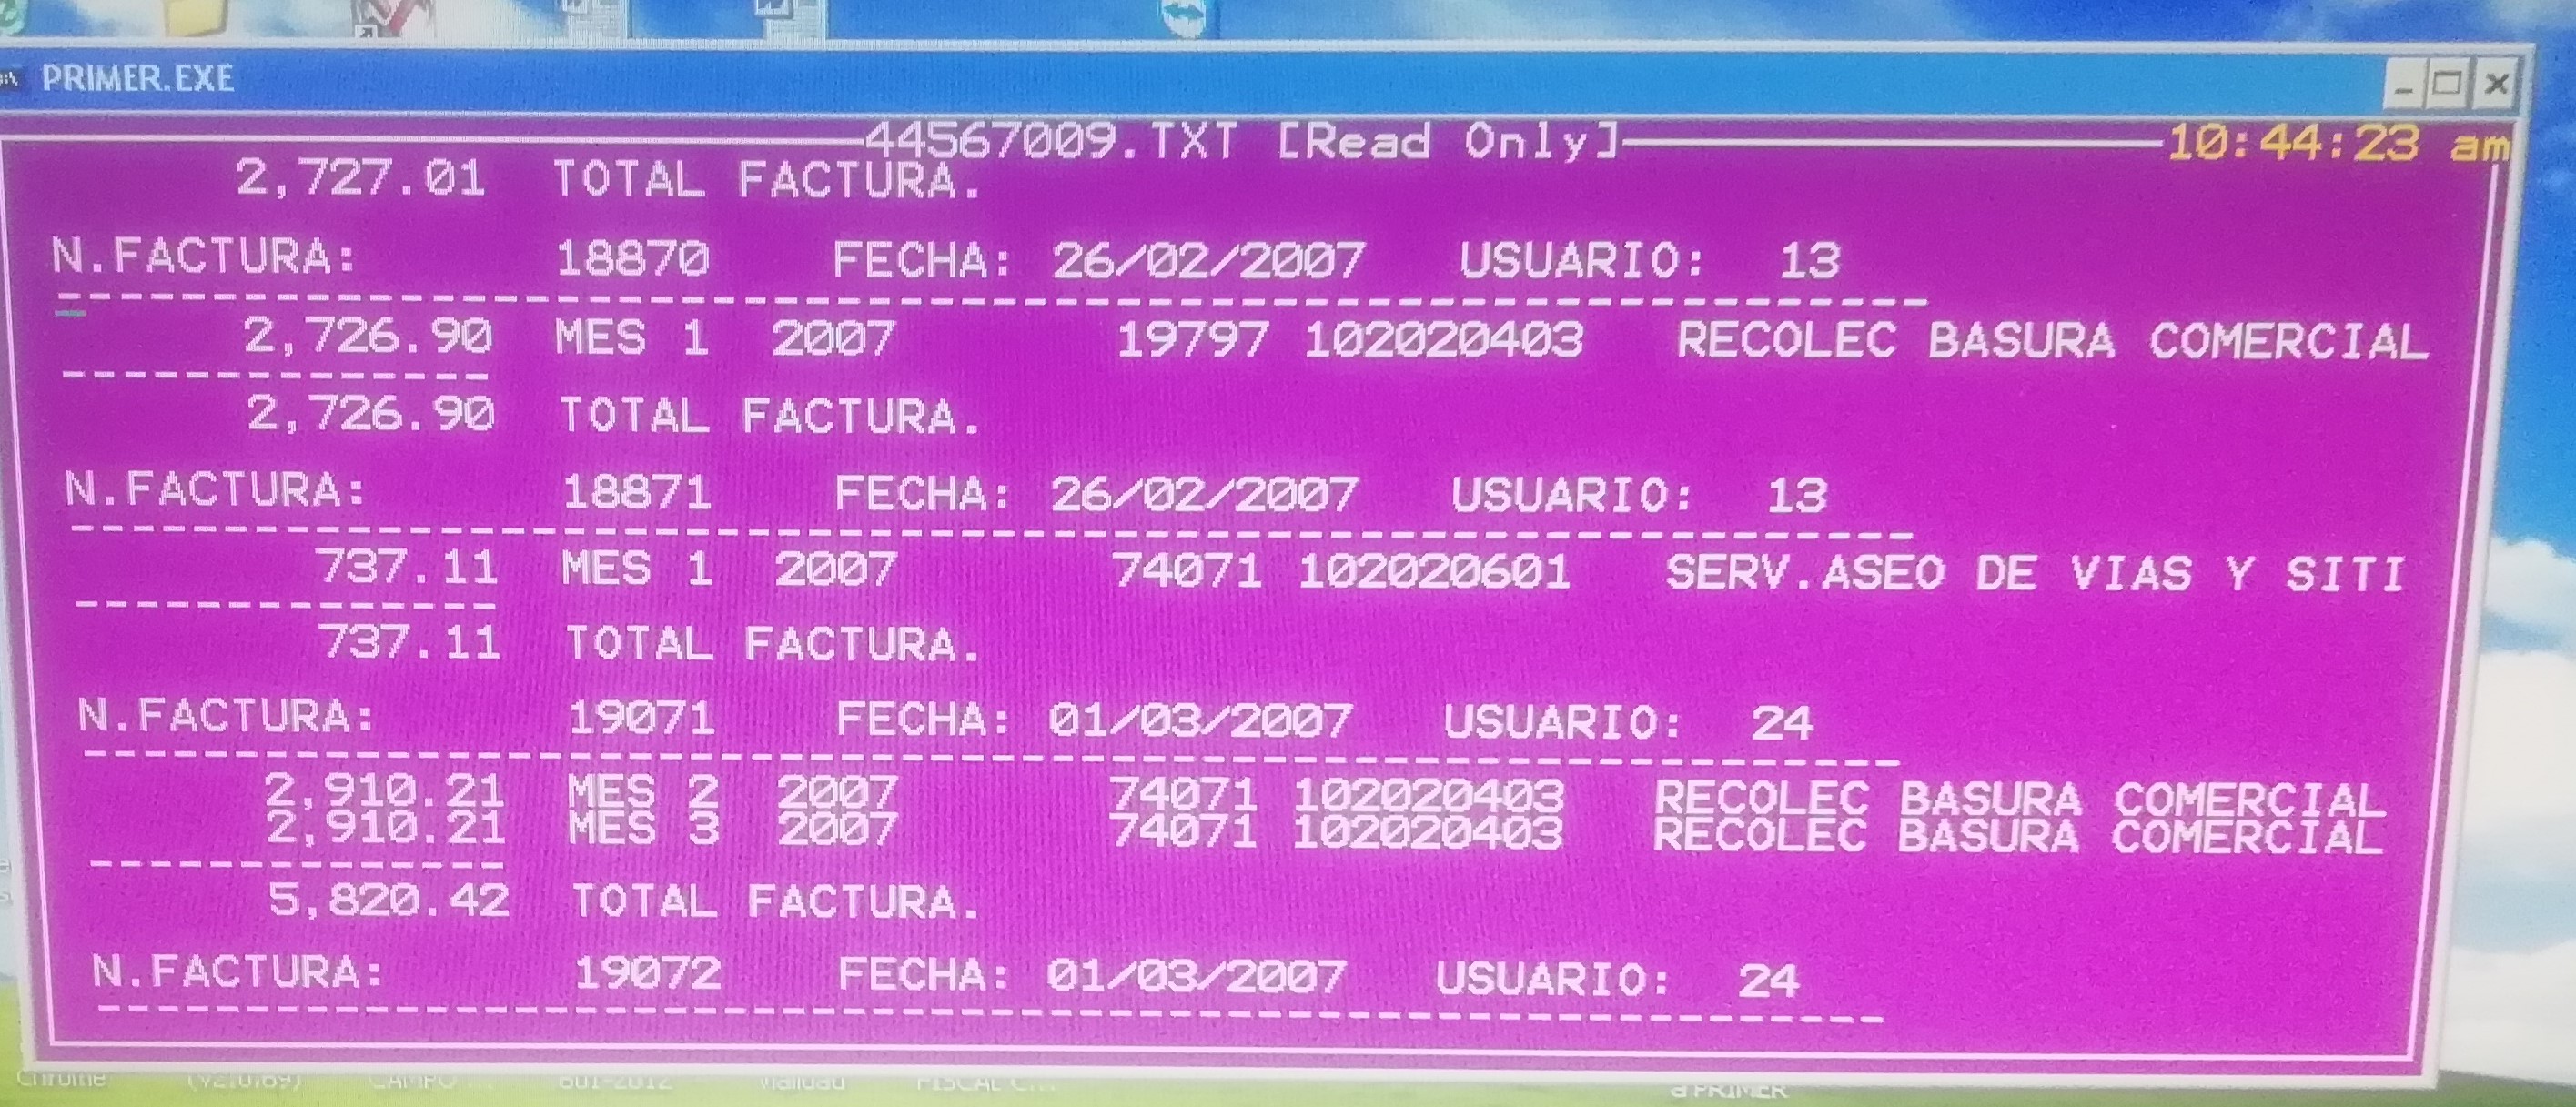 PRIMER.EXE
44567009.TXT [Read Only] 10:44:23 am
2,727.01 TOTAL FACTURA.
N.FACTURA: 18870 FECHA: 26/02/2007 USUARIO: 13
--------------------------------------------------------------
2,726.90 MES 1 2007 19797 102020403 RECOLEC BASURA COMERCIAL
--------------
2,726.90 TOTAL FACTURA.
N.FACTURA: 18871 FECHA: 26/02/2007 USUARIO: 13
--------------------------------------------------------------
737.11 MES 1 2007 74071 102020601 SERV.ASEO DE VIAS Y SITI
--------------
737.11 TOTAL FACTURA.
N.FACTURA: 19071 FECHA: 01/03/2007 USUARIO: 24
--------------------------------------------------------------
2,910.21 MES 2 2007 74071 102020403 RECOLEC BASURA COMERCIAL
2,910.21 MES 3 2007 74071 102020403 RECOLEC BASURA COMERCIAL
--------------
5,820.42 TOTAL FACTURA.
N.FACTURA: 19072 FECHA: 01/03/2007 USUARIO: 24
--------------------------------------------------------------
Chrome (v2.0.69) CAMPO ... 601-2012 vialidad FISCAL C... a PRIMER